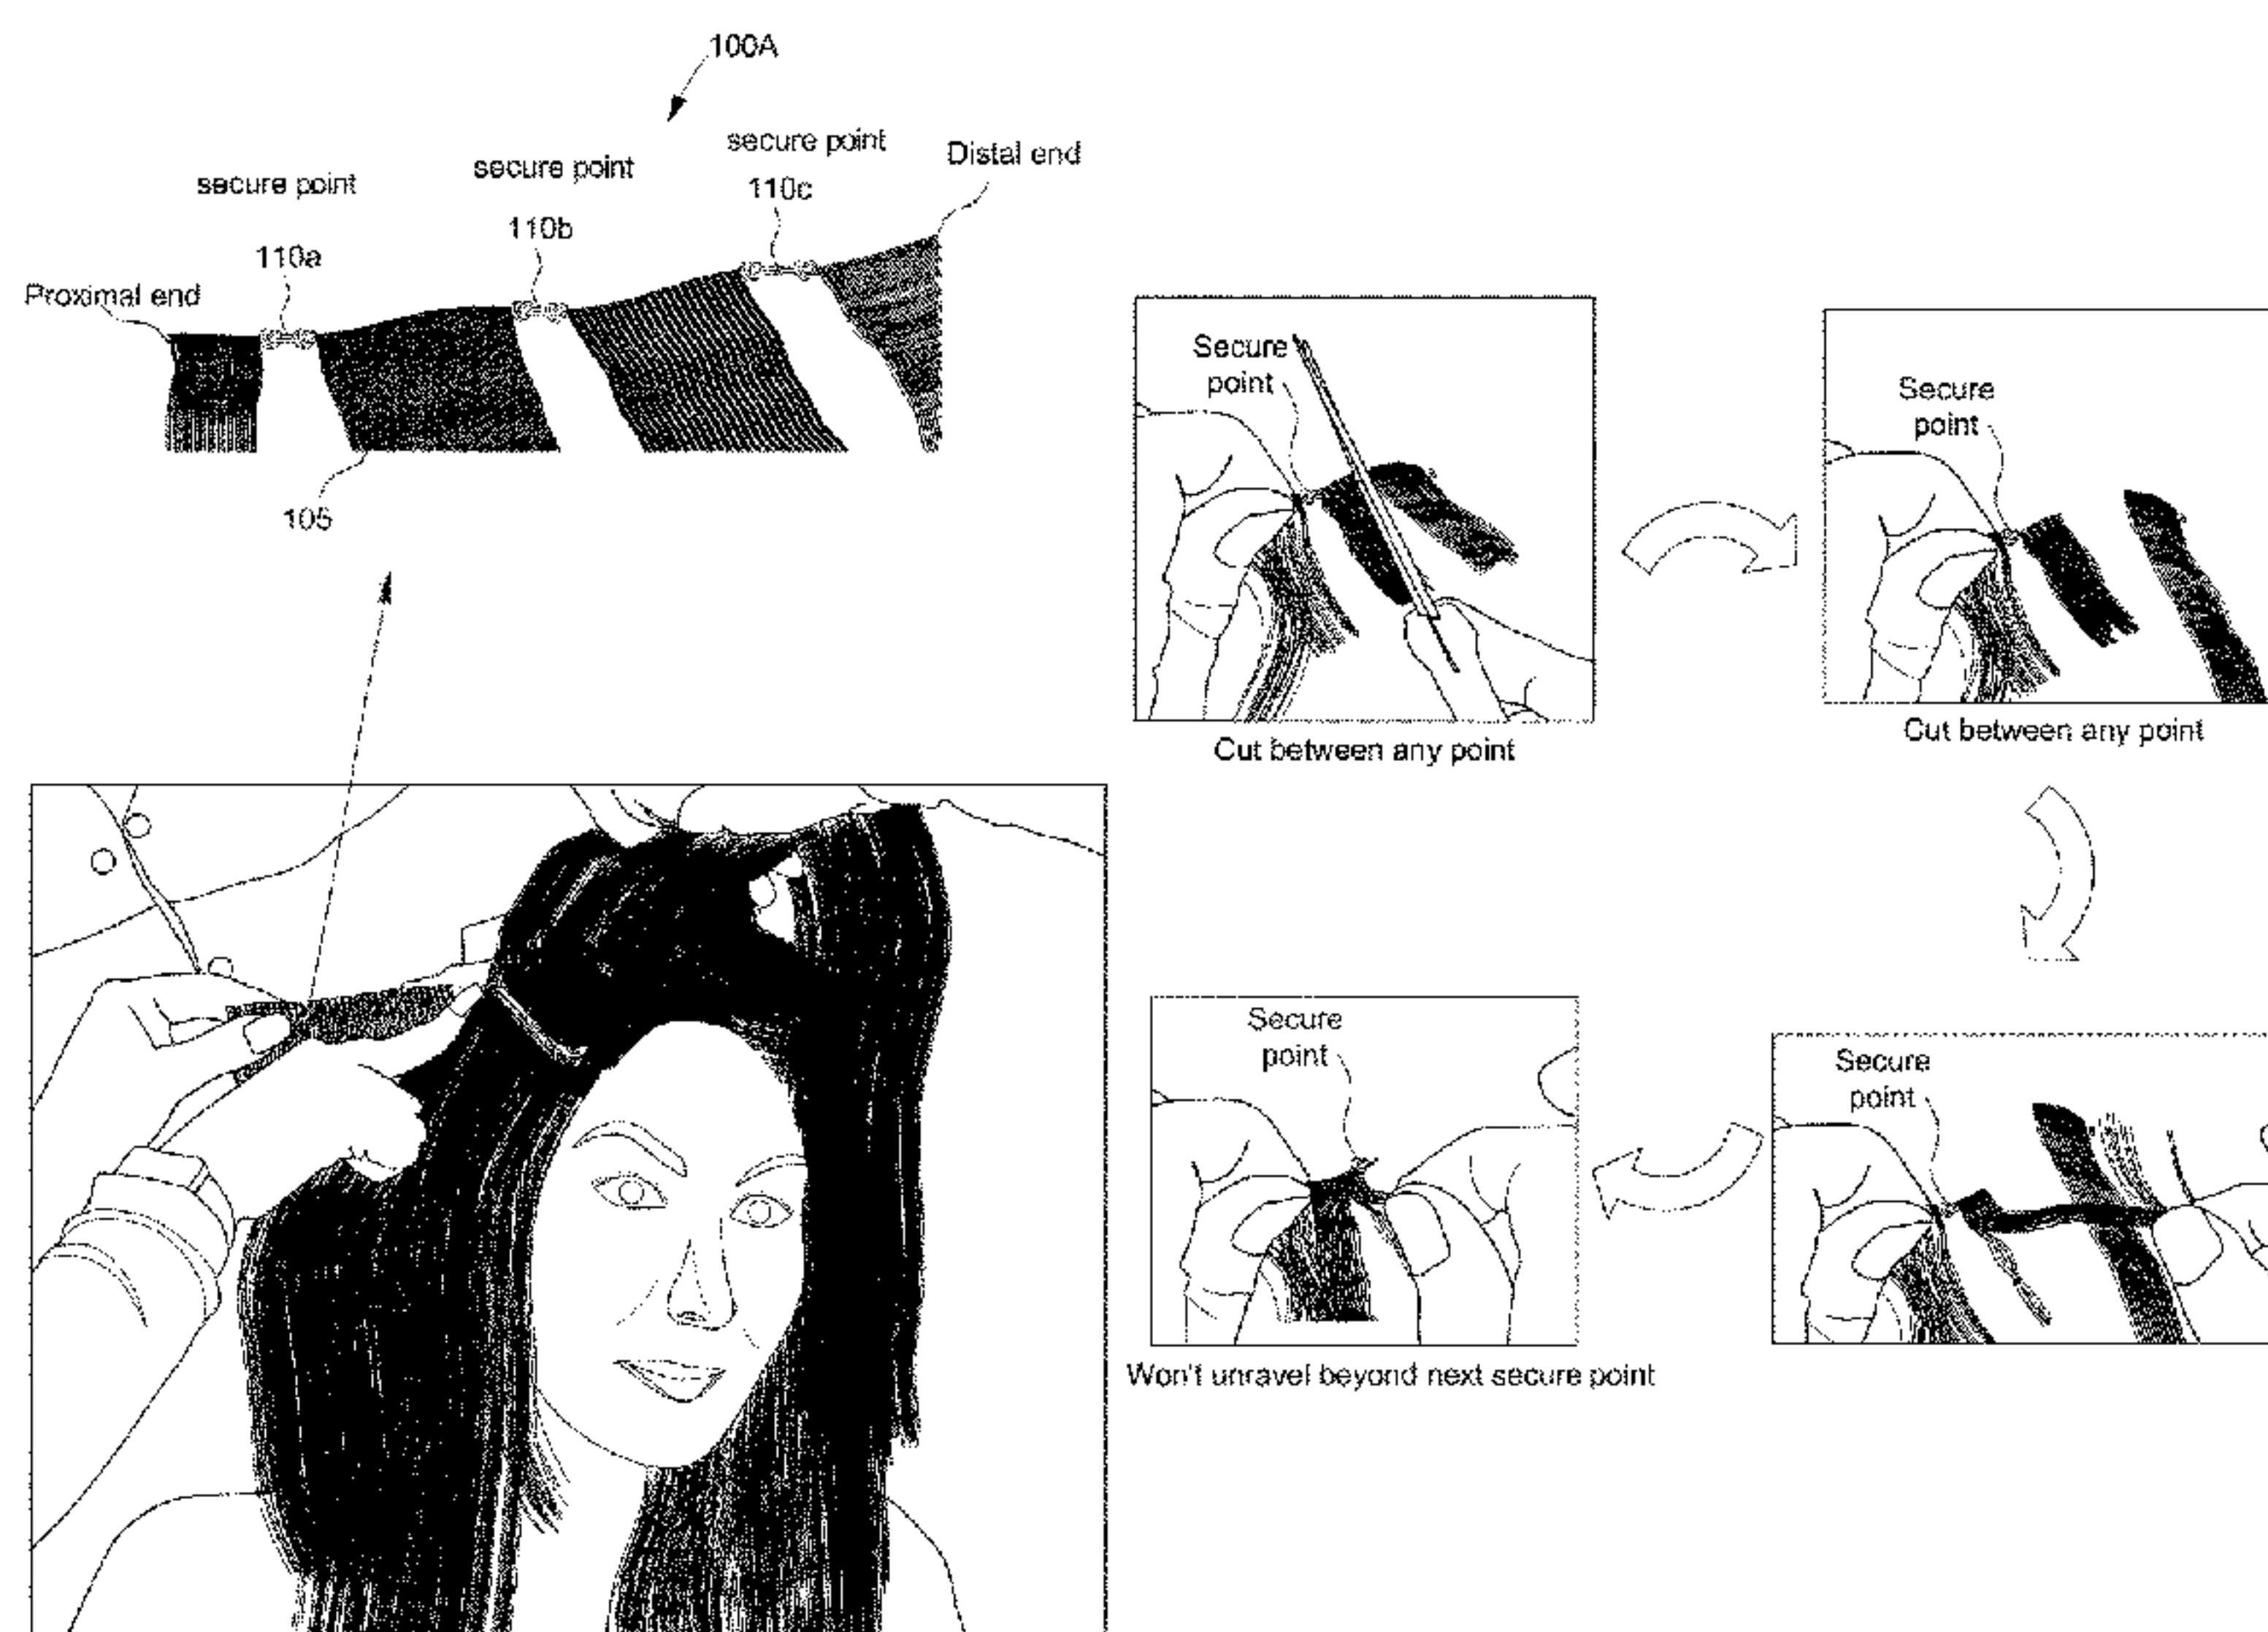 100A
secure point
110a
secure point
110b
secure point
110c
Distal end
Proximal end
105
Secure
point
Cut between any point
Secure
point
Cut between any point
Secure
point
Won't unravel beyond next secure point
Secure
point